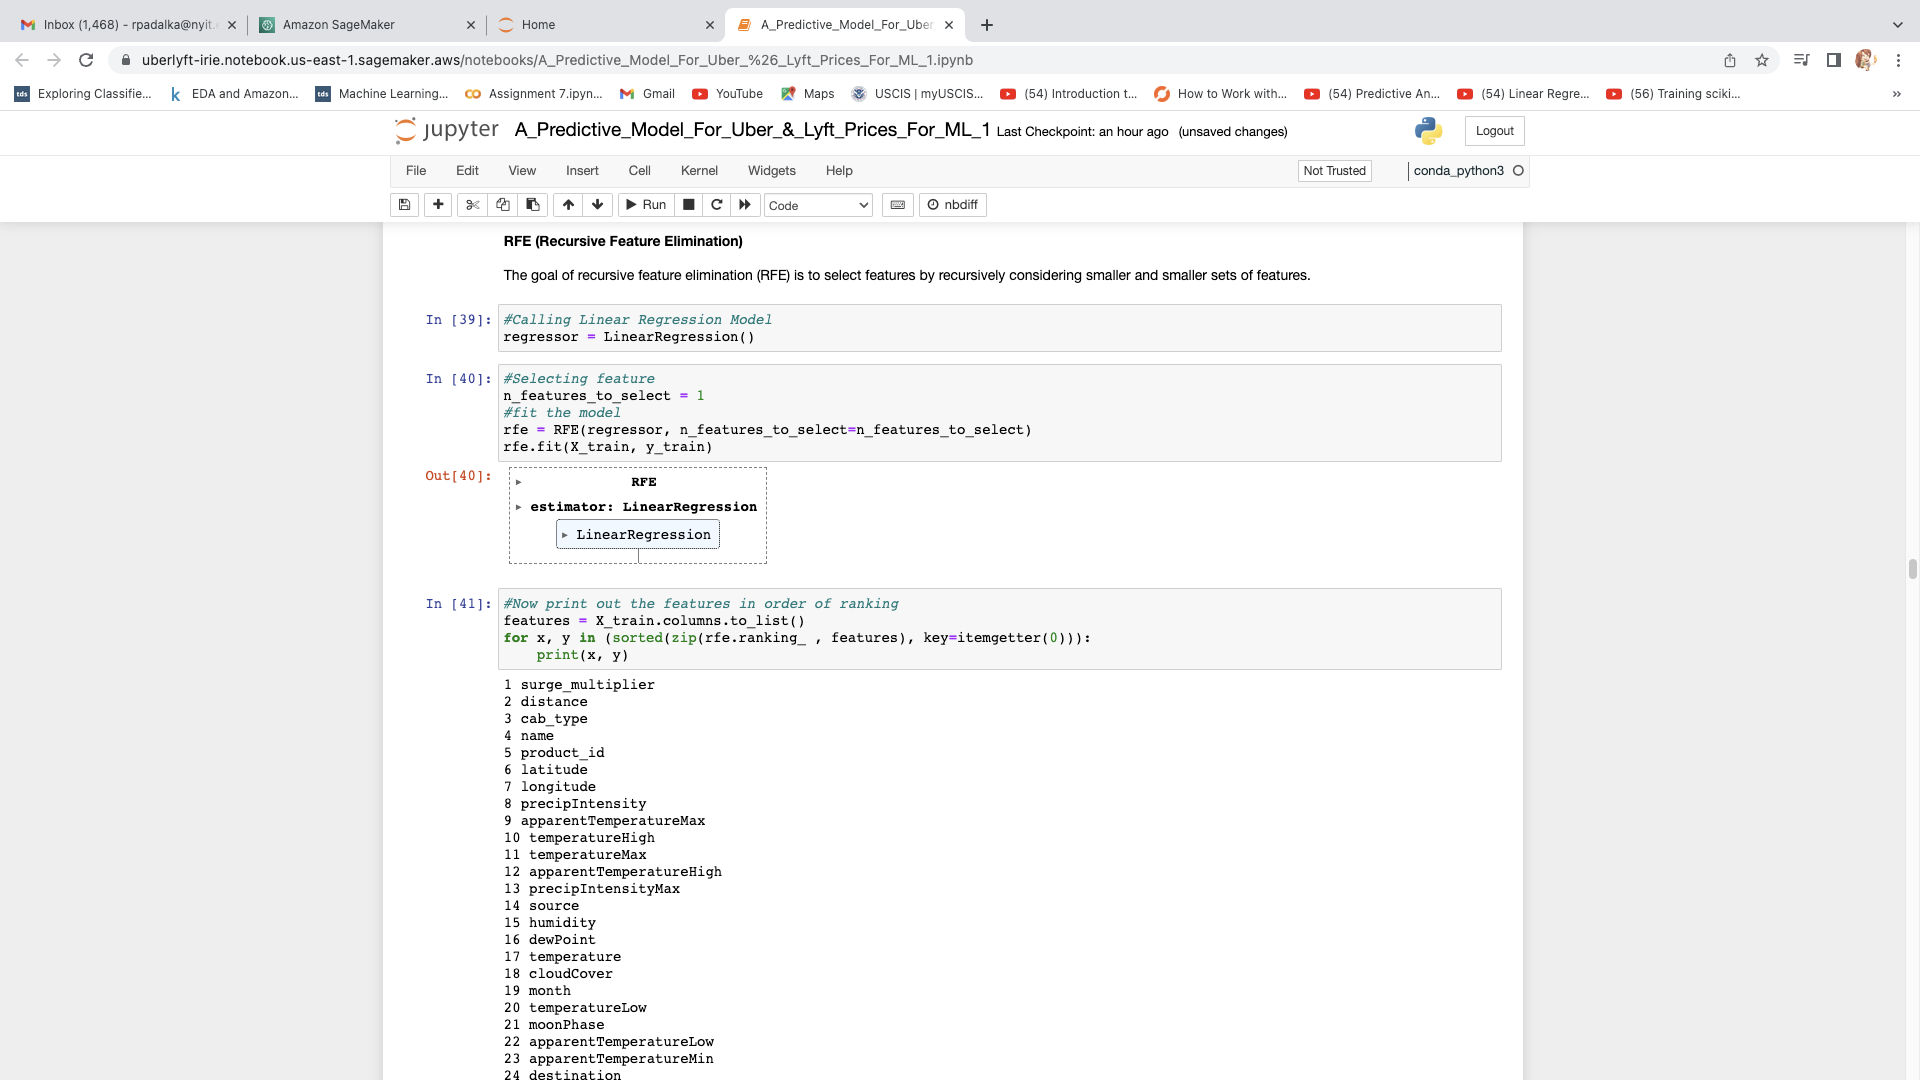 Inbox (1,468) - rpadalka@nyit.
Amazon SageMaker
Home
A_Predictive_Model_For_Uber
uberlyft-irie.notebook.us-east-1.sagemaker.aws/notebooks/A_Predictive_Model_For_Uber_%26_Lyft_Prices_For_ML_1.ipynb
Exploring Classifie... EDA and Amazon... Machine Learning... Assignment 7.ipyn... Gmail YouTube Maps USCIS | myUSCIS... (54) Introduction t... How to Work with... (54) Predictive An... (54) Linear Regre... (56) Training sciki... »
jupyter A_Predictive_Model_For_Uber_&_Lyft_Prices_For_ML_1 Last Checkpoint: an hour ago (unsaved changes) Logout
File Edit View Insert Cell Kernel Widgets Help Not Trusted conda_python3
Run Code nbdiff
RFE (Recursive Feature Elimination)
The goal of recursive feature elimination (RFE) is to select features by recursively considering smaller and smaller sets of features.
In [39]: #Calling Linear Regression Model
regressor = LinearRegression()
In [40]: #Selecting feature
n_features_to_select = 1
#fit the model
rfe = RFE(regressor, n_features_to_select=n_features_to_select)
rfe.fit(X_train, y_train)
Out[40]: RFE
estimator: LinearRegression
LinearRegression
In [41]: #Now print out the features in order of ranking
features = X_train.columns.to_list()
for x, y in (sorted(zip(rfe.ranking_ , features), key=itemgetter(0))):
print(x, y)
1 surge_multiplier
2 distance
3 cab_type
4 name
5 product_id
6 latitude
7 longitude
8 precipIntensity
9 apparentTemperatureMax
10 temperatureHigh
11 temperatureMax
12 apparentTemperatureHigh
13 precipIntensityMax
14 source
15 humidity
16 dewPoint
17 temperature
18 cloudCover
19 month
20 temperatureLow
21 moonPhase
22 apparentTemperatureLow
23 apparentTemperatureMin
24 destination